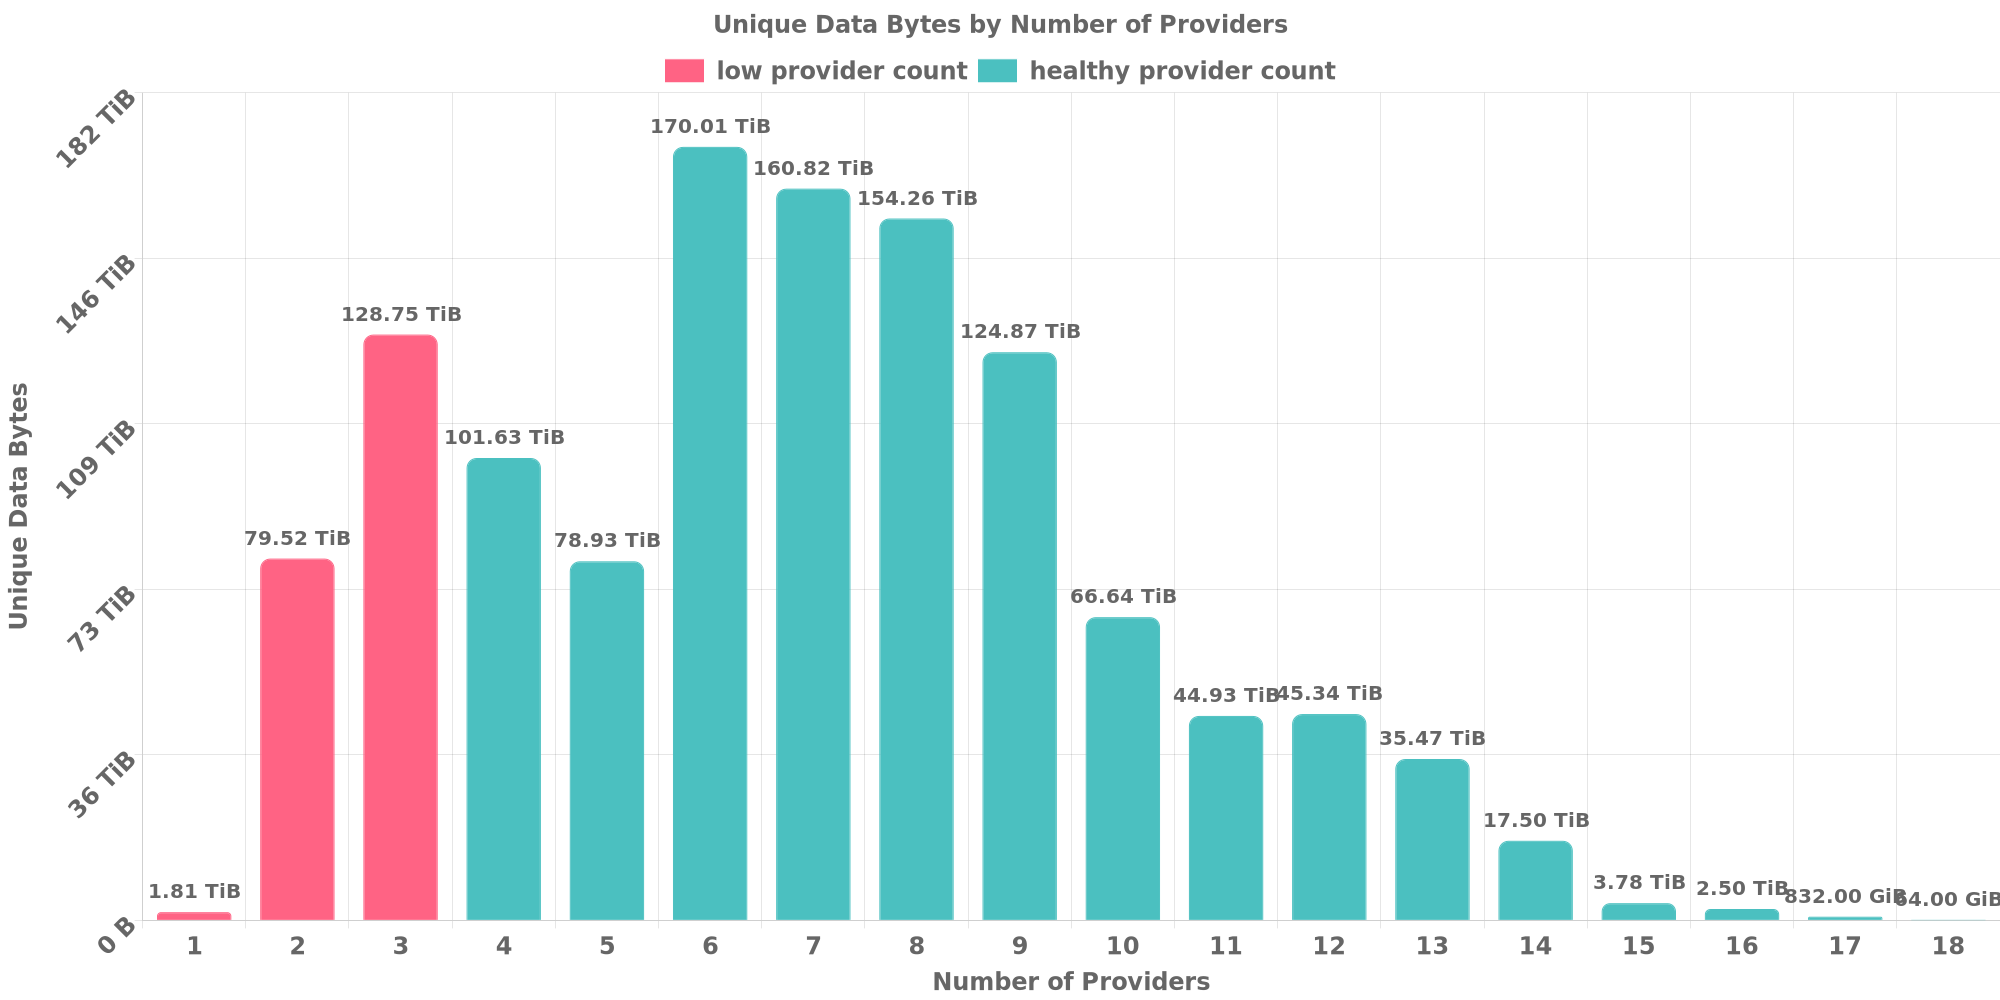 Unique Data Bytes by Number of Providers
low provider count healthy provider count
182 TiB
146 TiB
109 TiB
73 TiB
36 TiB
0 B
Unique Data Bytes
1.81 TiB
79.52 TiB
128.75 TiB
101.63 TiB
78.93 TiB
170.01 TiB
160.82 TiB
154.26 TiB
124.87 TiB
66.64 TiB
44.93 TiB
45.34 TiB
35.47 TiB
17.50 TiB
3.78 TiB
2.50 TiB
832.00 GiB
64.00 GiB
1 2 3 4 5 6 7 8 9 10 11 12 13 14 15 16 17 18
Number of Providers